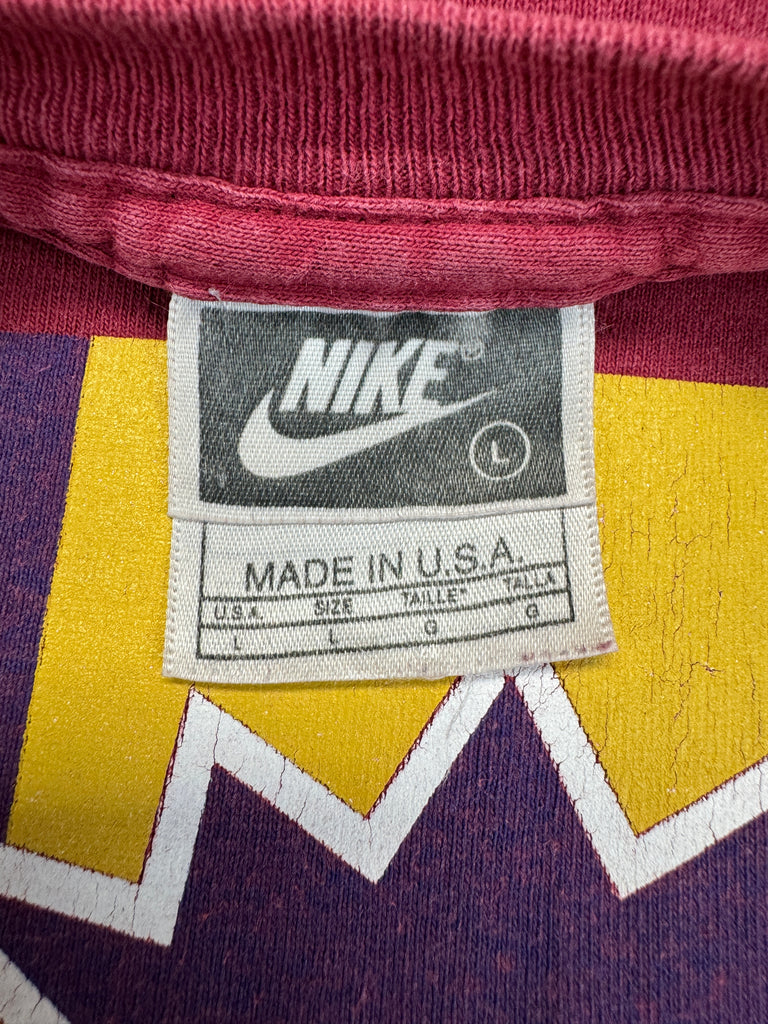 NIKE®
L
MADE IN U.S.A.
U.S.A. SIZE TAILLE* TALLA
L L G G